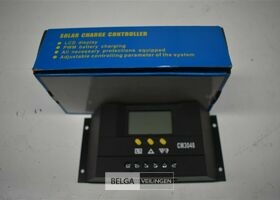 SOLAR CHARGE CONTROLLER
● LCD display
● PWM battery charging
● All necessary protections equipped
● Adjustable controlling parameter of the system
CM3048
BELGA VEILINGEN